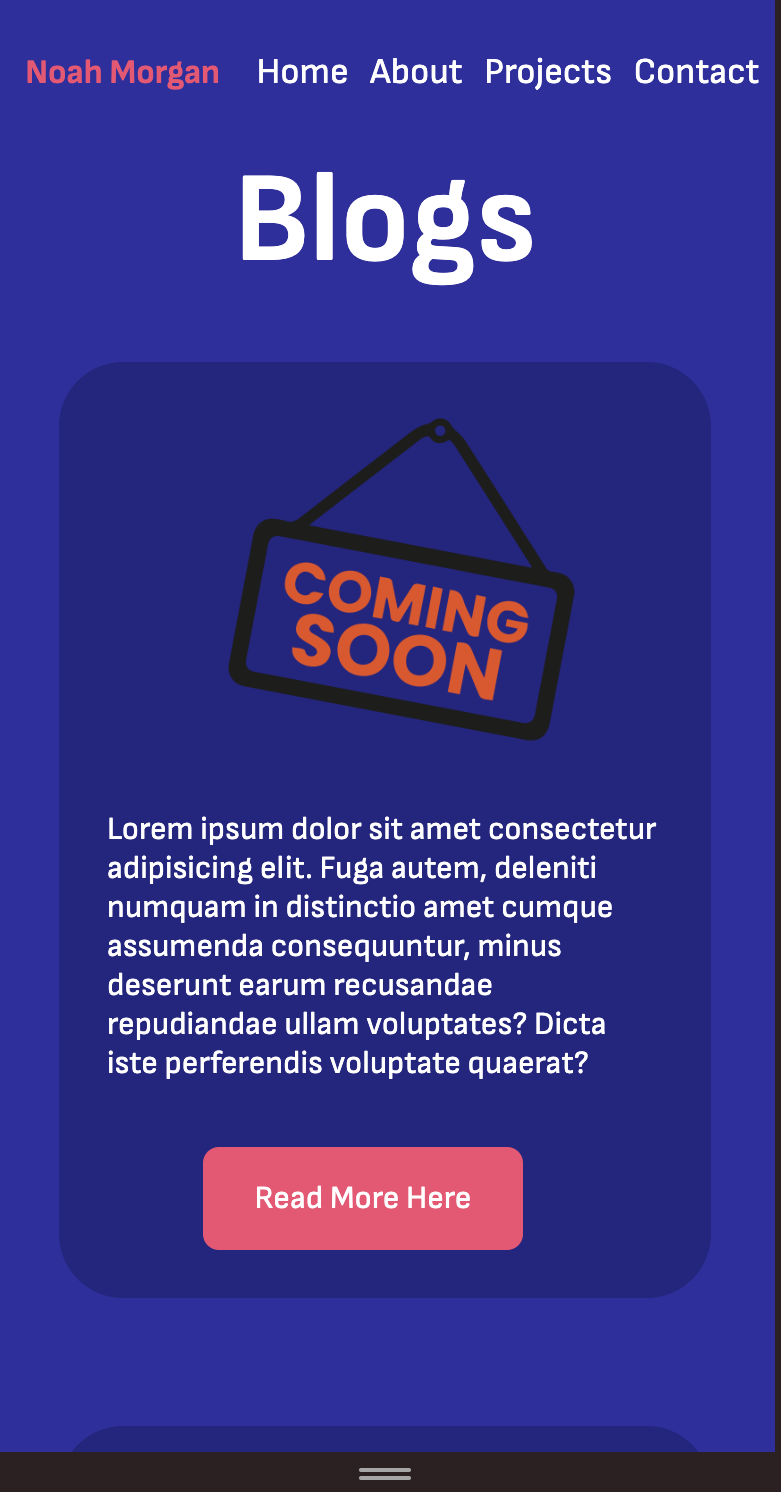 Noah Morgan Home About Projects Contact
Blogs
COMING
SOON
Lorem ipsum dolor sit amet consectetur
adipisicing elit. Fuga autem, deleniti
numquam in distinctio amet cumque
assumenda consequuntur, minus
deserunt earum recusandae
repudiandae ullam voluptates? Dicta
iste perferendis voluptate quaerat?
Read More Here